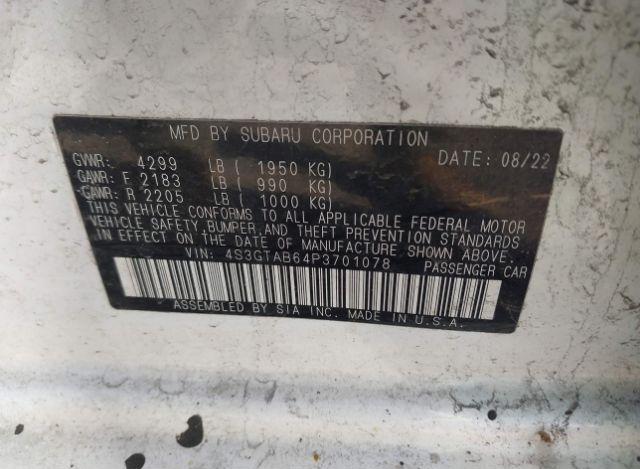 MFD BY SUBARU CORPORATION
DATE: 08/22
GVWR: 4299 LB ( 1950 KG)
GAWR: F 2183 LB ( 990 KG)
GAWR: R 2205 LB ( 1000 KG)
THIS VEHICLE CONFORMS TO ALL APPLICABLE FEDERAL MOTOR
VEHICLE SAFETY,BUMPER,AND THEFT PREVENTION STANDARDS
IN EFFECT ON THE DATE OF MANUFACTURE SHOWN ABOVE.
VIN: 4S3GTAB64P3701078 PASSENGER CAR
ASSEMBLED BY SIA INC. MADE IN U.S.A.